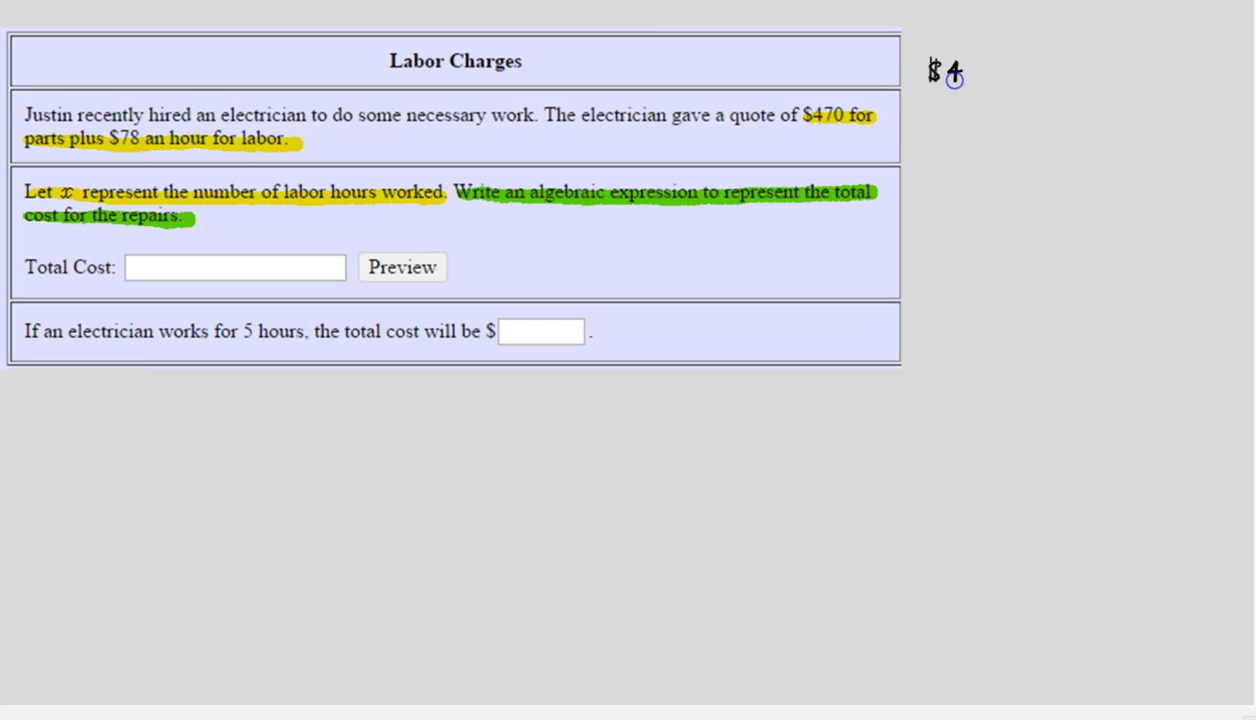 Labor Charges
$4
Justin recently hired an electrician to do some necessary work. The electrician gave a quote of $470 for
parts plus $78 an hour for labor.
Let x represent the number of labor hours worked. Write an algebraic expression to represent the total
cost for the repairs.
Total Cost:
Preview
If an electrician works for 5 hours, the total cost will be $ .